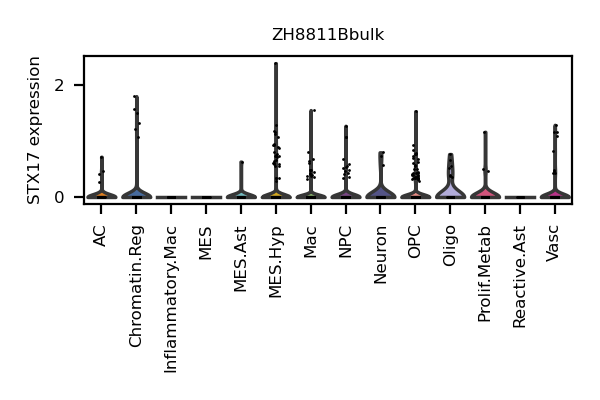 ZH8811Bbulk
STX17 expression
2
0
AC
Chromatin.Reg
Inflammatory.Mac
MES
MES.Ast
MES.Hyp
Mac
NPC
Neuron
OPC
Oligo
Prolif.Metab
Reactive.Ast
Vasc